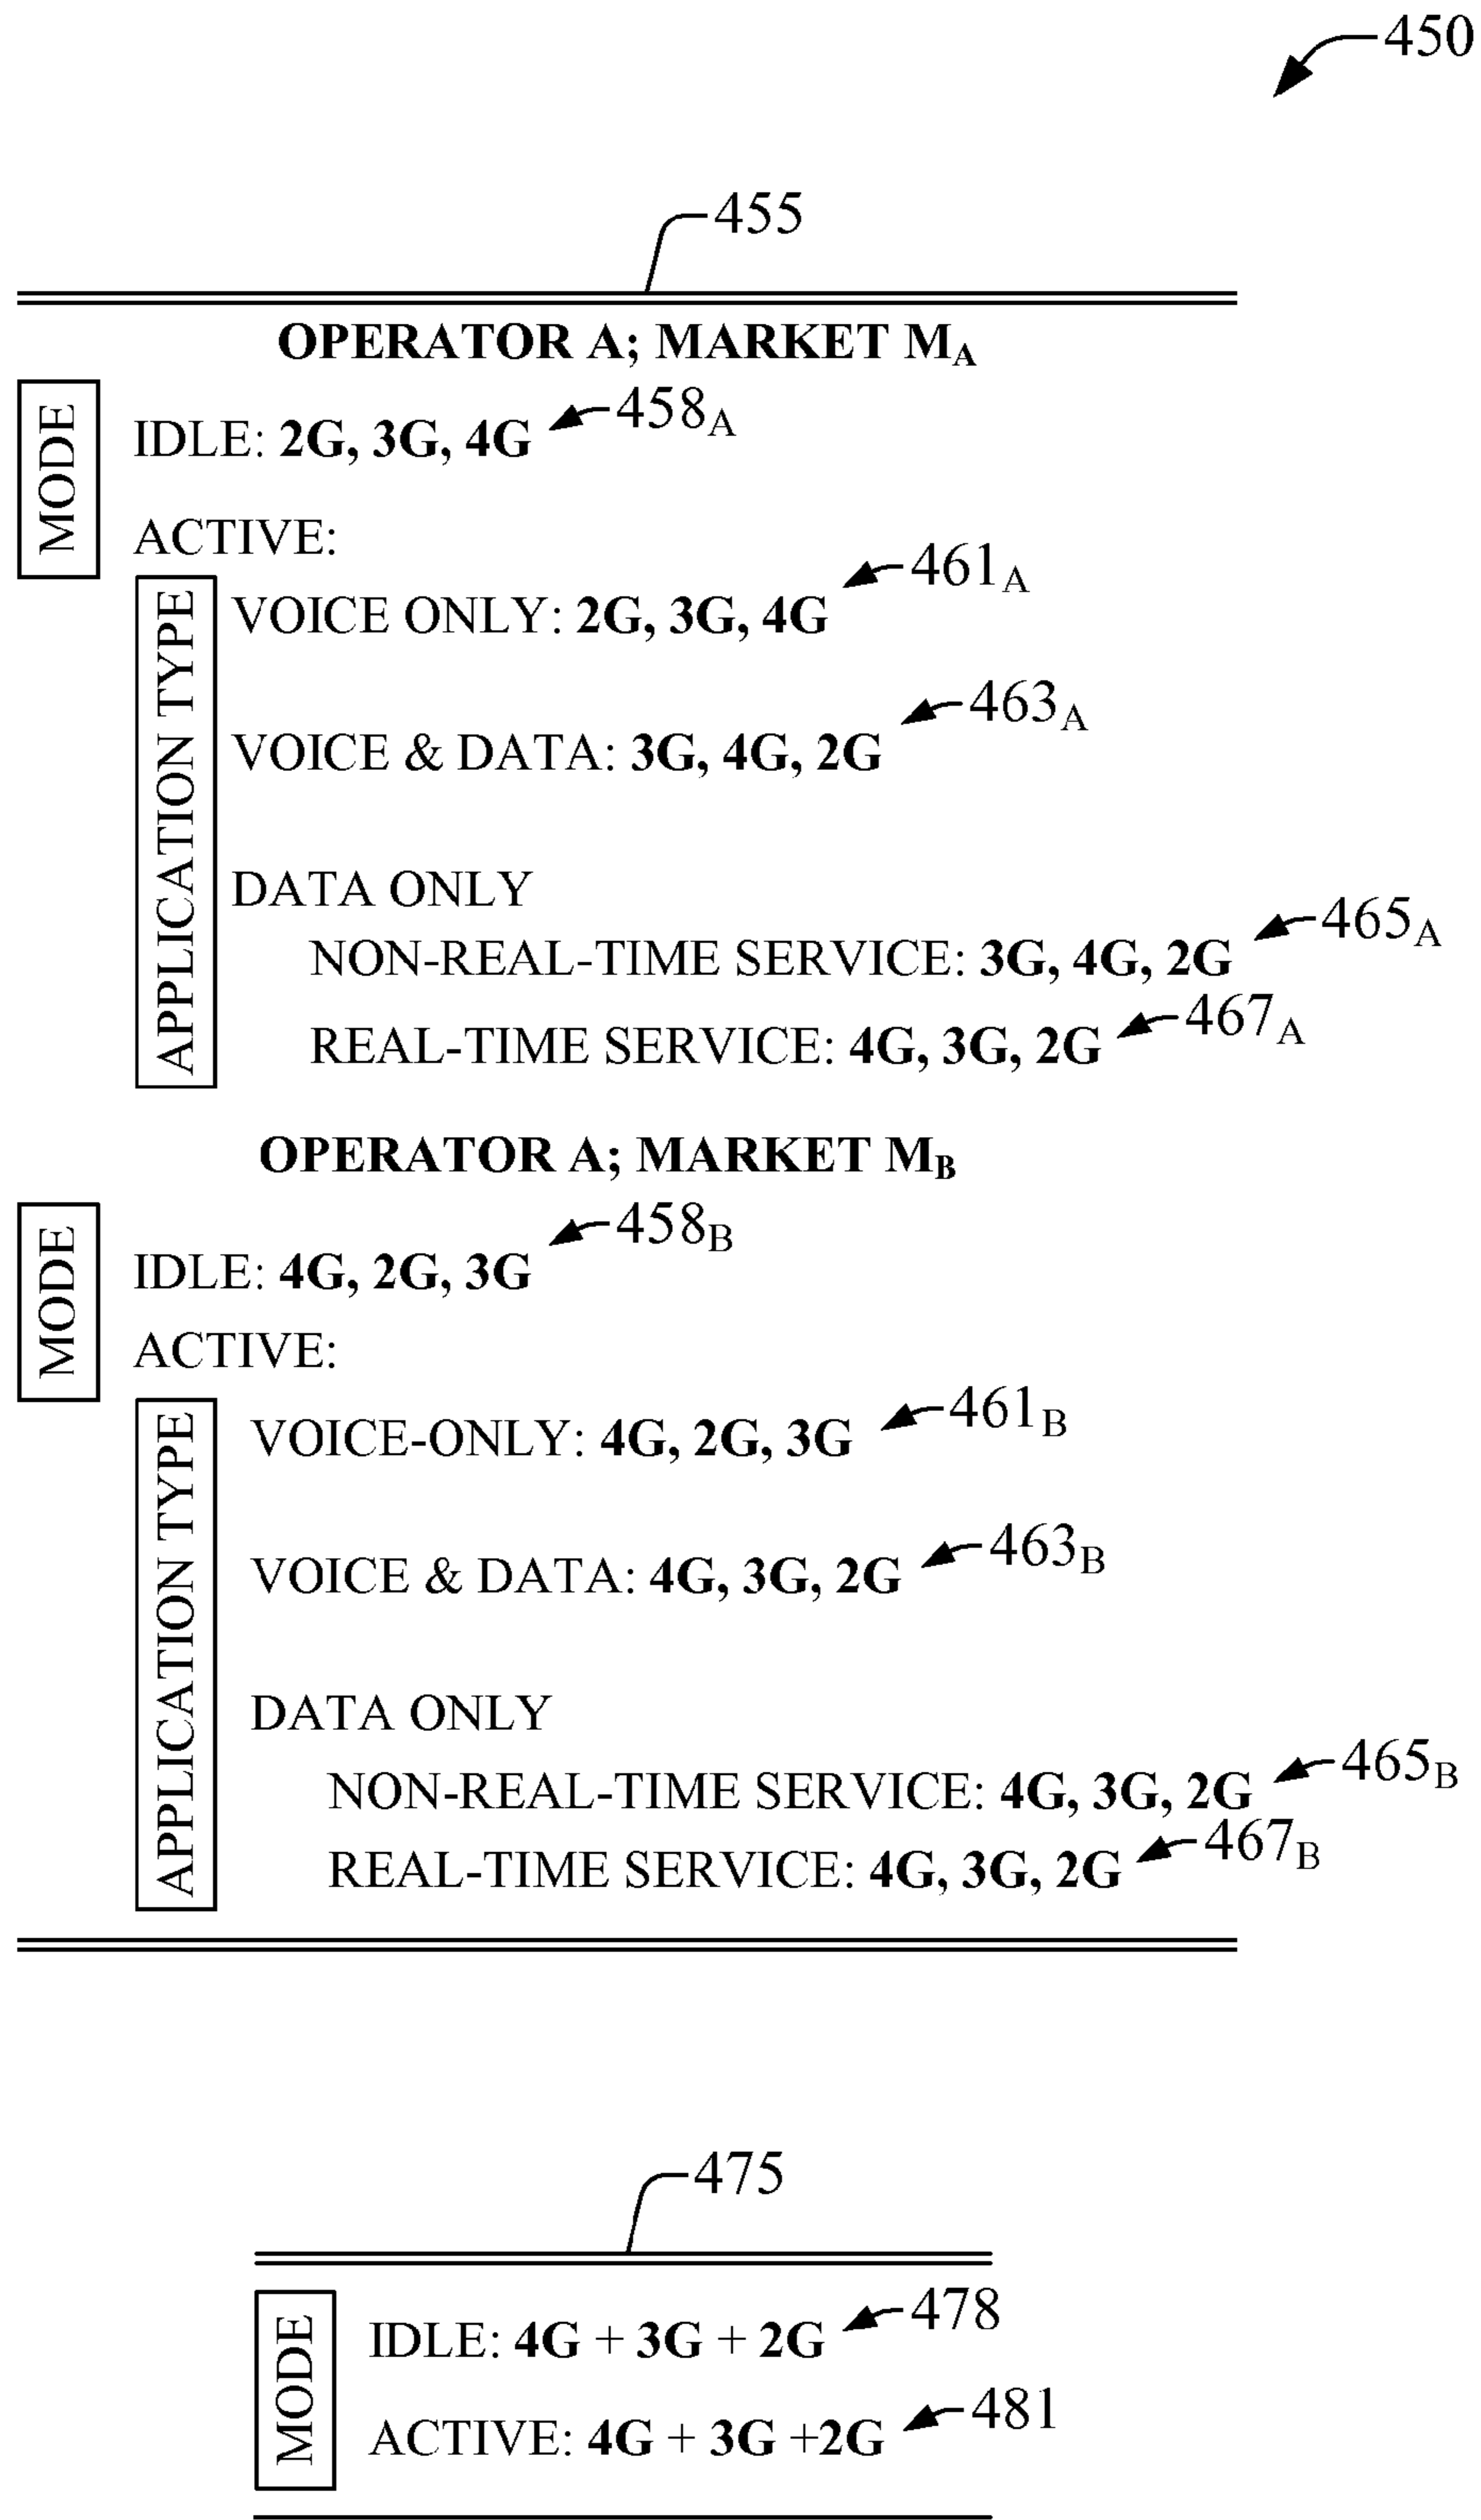 450
455
OPERATOR A; MARKET MA
MODE
IDLE: 2G, 3G, 4G
458A
ACTIVE:
APPLICATION TYPE
461A
VOICE ONLY: 2G, 3G, 4G
463A
VOICE & DATA: 3G, 4G, 2G
DATA ONLY
465A
NON-REAL-TIME SERVICE: 3G, 4G, 2G
467A
REAL-TIME SERVICE: 4G, 3G, 2G
OPERATOR A; MARKET MB
MODE
458B
IDLE: 4G, 2G, 3G
ACTIVE:
APPLICATION TYPE
461B
VOICE-ONLY: 4G, 2G, 3G
463B
VOICE & DATA: 4G, 3G, 2G
DATA ONLY
465B
NON-REAL-TIME SERVICE: 4G, 3G, 2G
467B
REAL-TIME SERVICE: 4G, 3G, 2G
475
MODE
478
IDLE: 4G + 3G + 2G
481
ACTIVE: 4G + 3G +2G